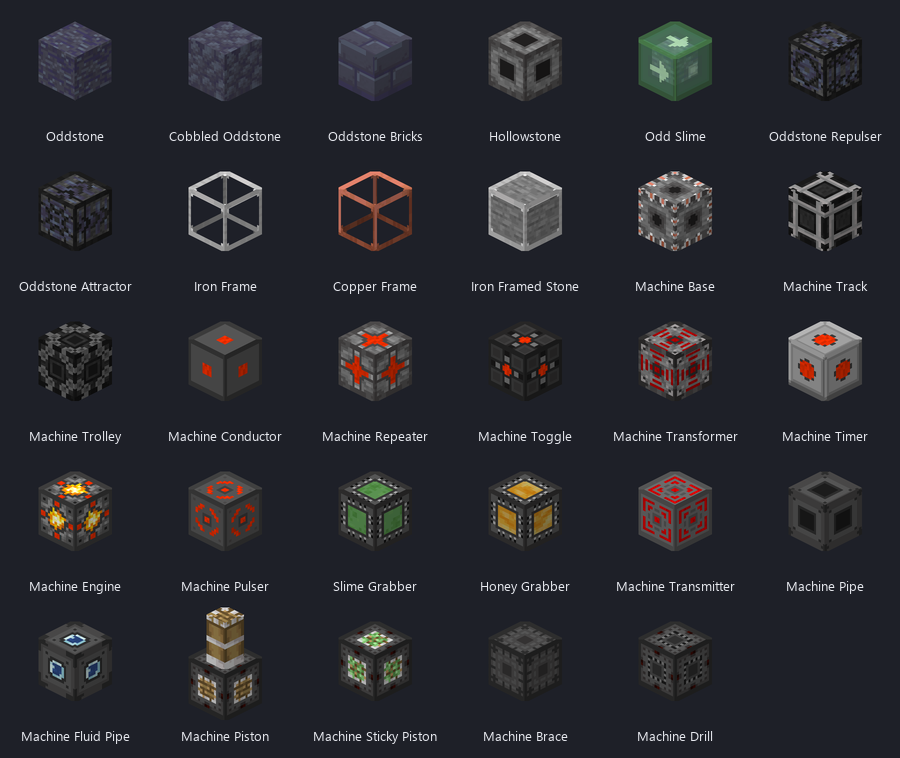 Oddstone
Cobbled Oddstone
Oddstone Bricks
Hollowstone
Odd Slime
Oddstone Repulser
Oddstone Attractor
Iron Frame
Copper Frame
Iron Framed Stone
Machine Base
Machine Track
Machine Trolley
Machine Conductor
Machine Repeater
Machine Toggle
Machine Transformer
Machine Timer
Machine Engine
Machine Pulser
Slime Grabber
Honey Grabber
Machine Transmitter
Machine Pipe
Machine Fluid Pipe
Machine Piston
Machine Sticky Piston
Machine Brace
Machine Drill